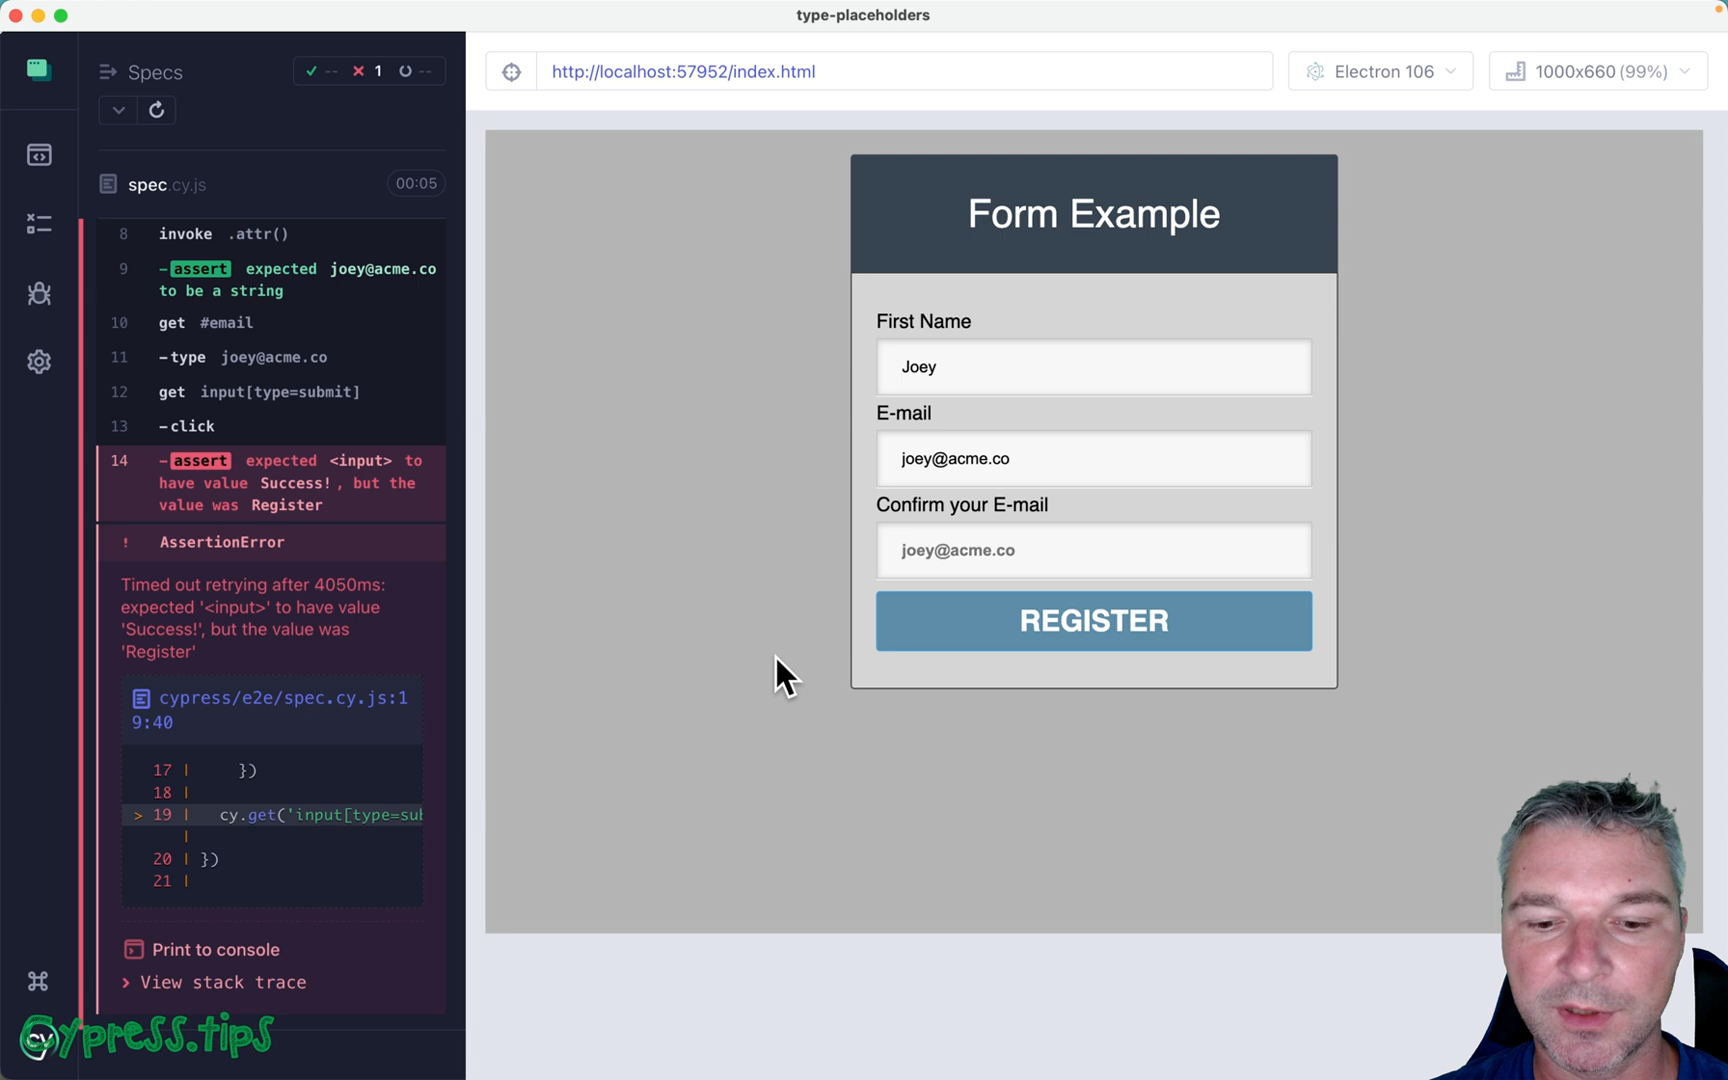 type-placeholders
Specs
-- 1 --
http://localhost:57952/index.html
Electron 106
1000x660 (99%)
spec.cy.js
00:05
8 invoke .attr()
9 -assert expected joey@acme.co
to be a string
10 get #email
11 -type joey@acme.co
12 get input[type=submit]
13 -click
14 -assert expected <input> to
have value Success!, but the
value was Register
! AssertionError
Timed out retrying after 4050ms:
expected '<input>' to have value
'Success!', but the value was
'Register'
cypress/e2e/spec.cy.js:1
9:40
17 | })
18 |
> 19 | cy.get('input[type=sub
|
20 | })
21 |
Print to console
> View stack trace
Cypress.tips
cy
Form Example
First Name
Joey
E-mail
joey@acme.co
Confirm your E-mail
joey@acme.co
REGISTER